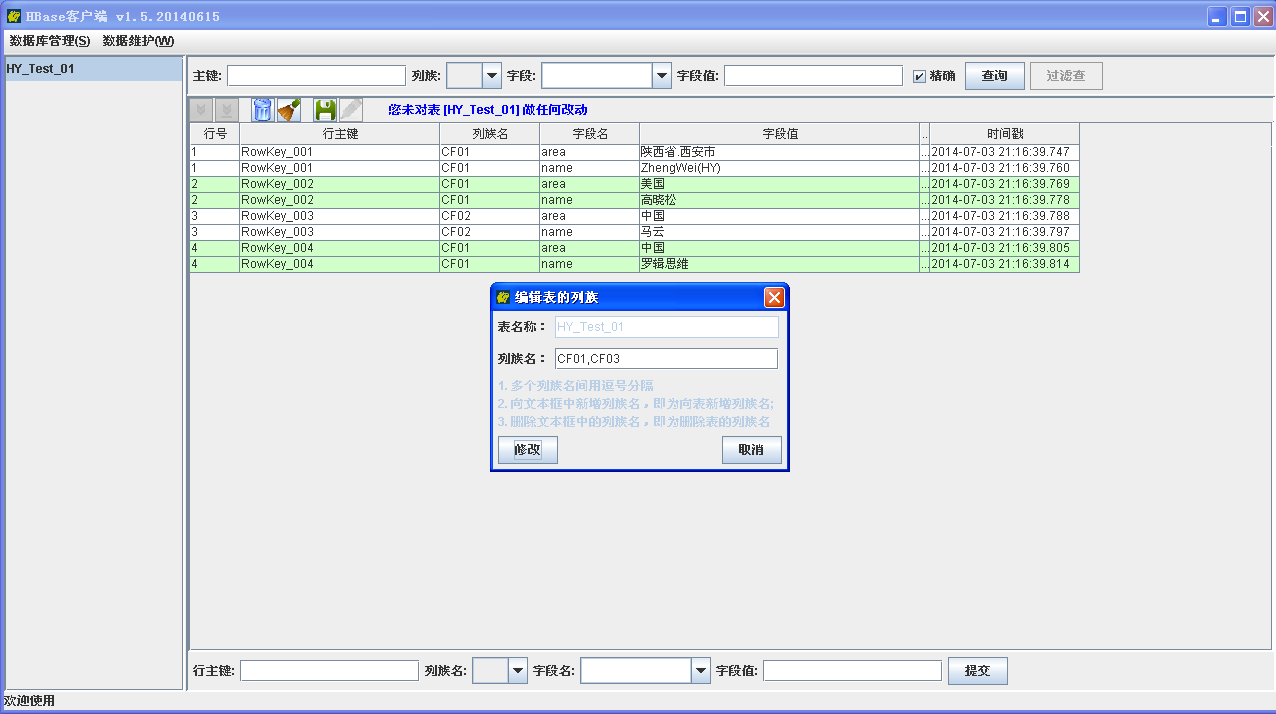 HBase客户端 v1.5.20140615
数据库管理(S) 数据维护(W)
HY_Test_01
主键: 列族: 字段: 字段值: 精确 查询 过滤查
您未对表 [HY_Test_01] 做任何改动
行号 行主键 列族名 字段名 字段值 .. 时间戳
1 RowKey_001 CF01 area 陕西省.西安市 ... 2014-07-03 21:16:39.747
1 RowKey_001 CF01 name ZhengWei(HY) ... 2014-07-03 21:16:39.760
2 RowKey_002 CF01 area 美国 ... 2014-07-03 21:16:39.769
2 RowKey_002 CF01 name 高晓松 ... 2014-07-03 21:16:39.778
3 RowKey_003 CF02 area 中国 ... 2014-07-03 21:16:39.788
3 RowKey_003 CF02 name 马云 ... 2014-07-03 21:16:39.797
4 RowKey_004 CF01 area 中国 ... 2014-07-03 21:16:39.805
4 RowKey_004 CF01 name 罗辑思维 ... 2014-07-03 21:16:39.814
编辑表的列族
表名称： HY_Test_01
列族名： CF01,CF03
1. 多个列族名间用逗号分隔
2. 向文本框中新增列族名，即为向表新增列族名;
3. 删除文本框中的列族名，即为删除表的列族名
修改 取消
行主键: 列族名: 字段名: 字段值: 提交
欢迎使用